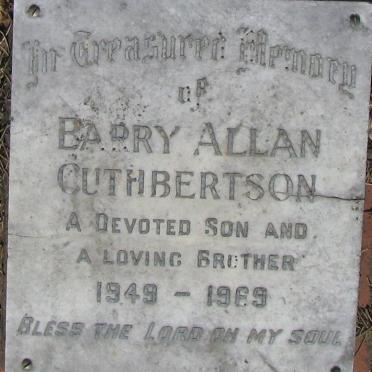 In Treasured Memory
of
BARRY ALLAN
CUTHBERTSON
A DEVOTED SON AND
A LOVING BROTHER
1949 - 1969
BLESS THE LORD OH MY SOUL